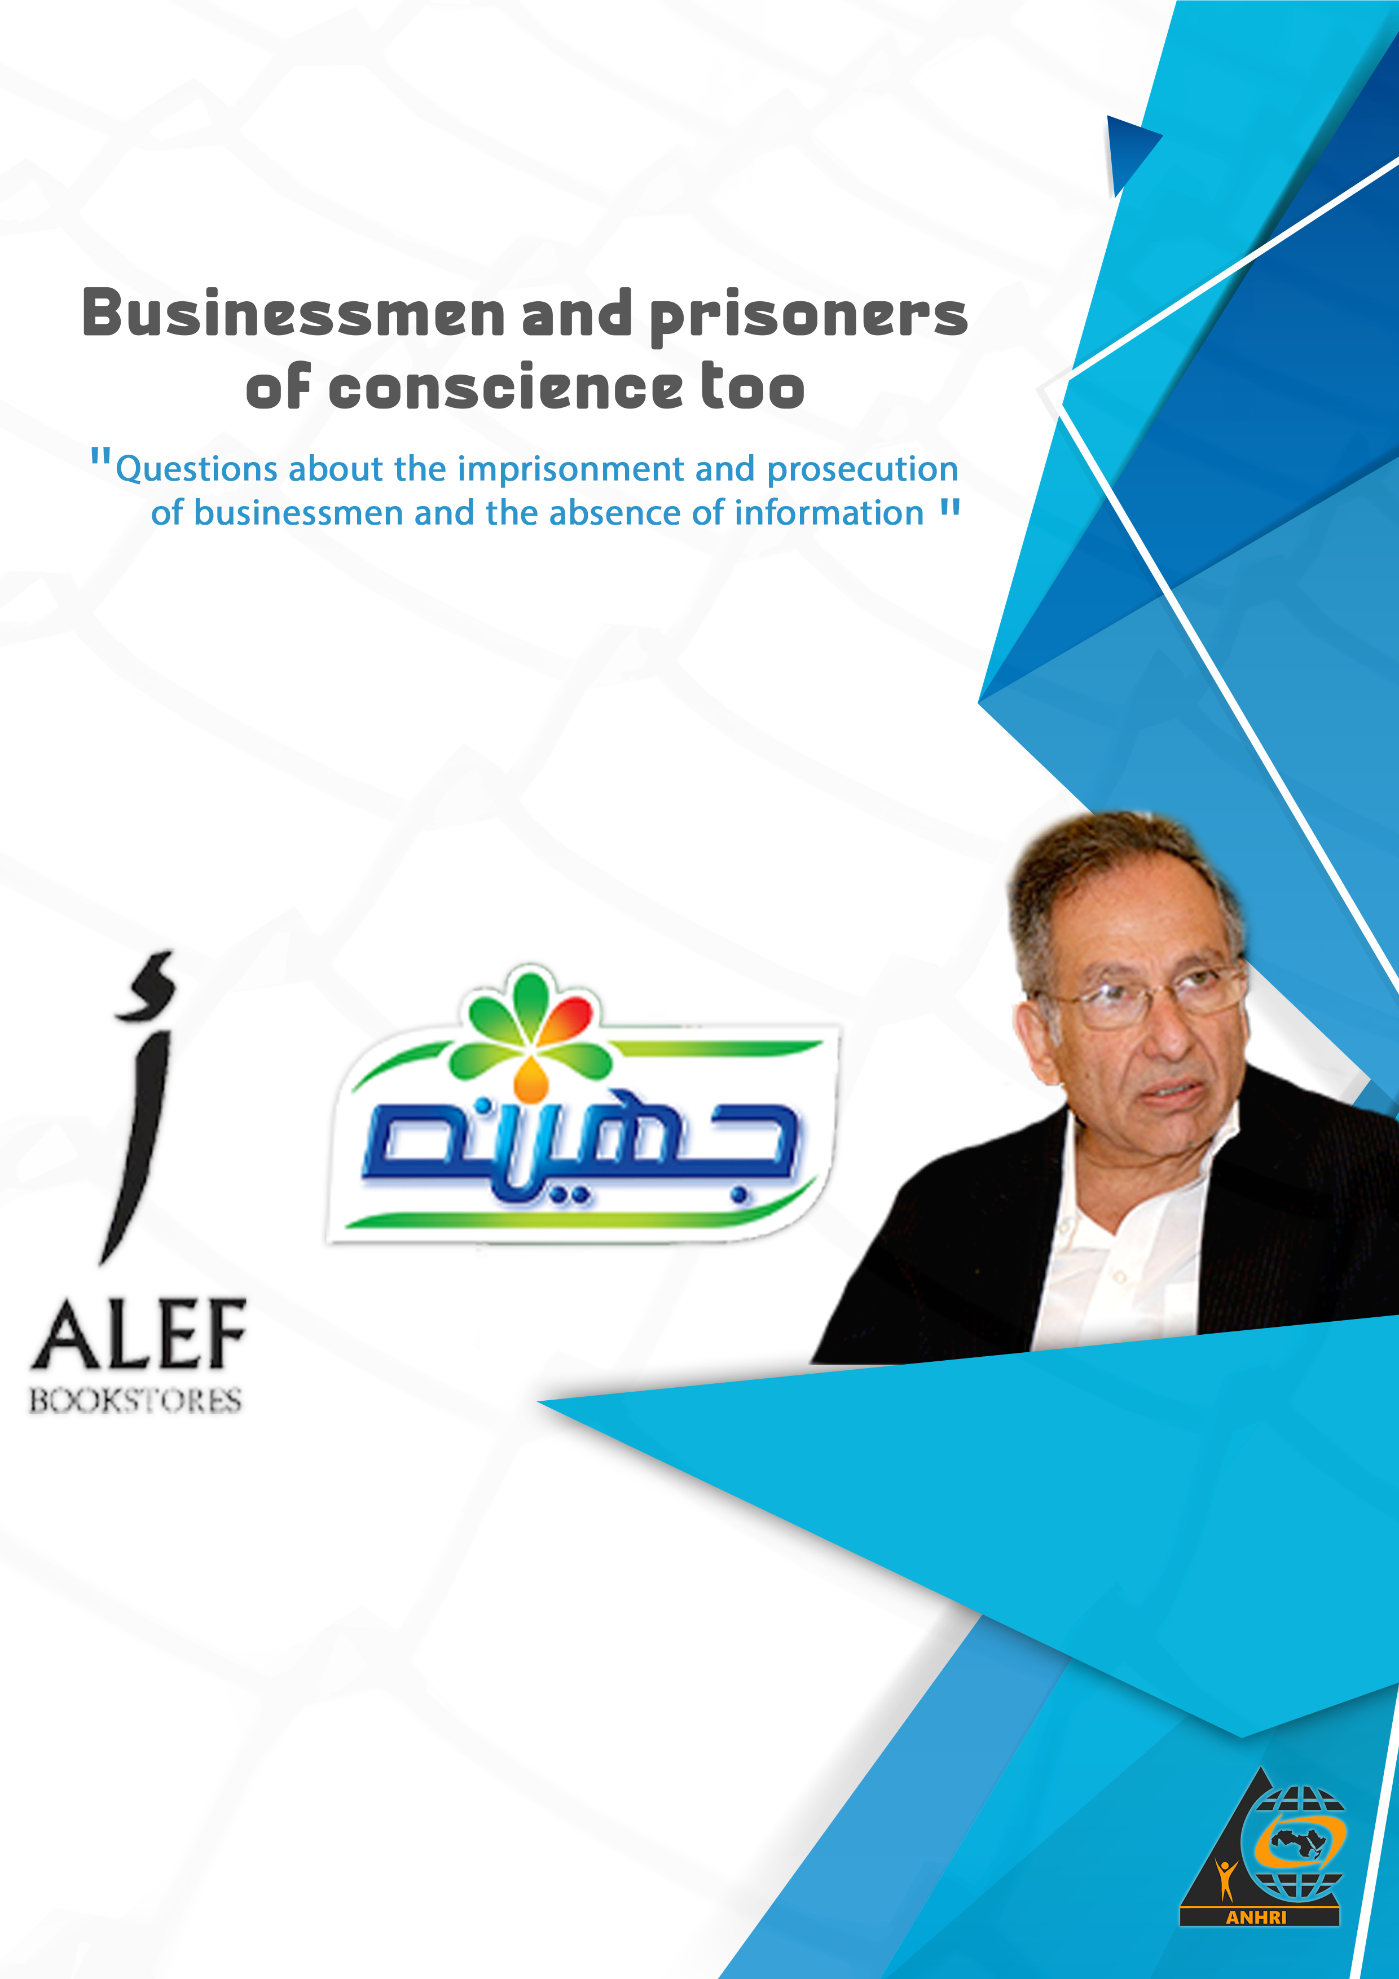 Businessmen and prisoners
of conscience too
"Questions about the imprisonment and prosecution
of businessmen and the absence of information "
أ
ALEF
BOOKSTORES
جهينه
ANHRI